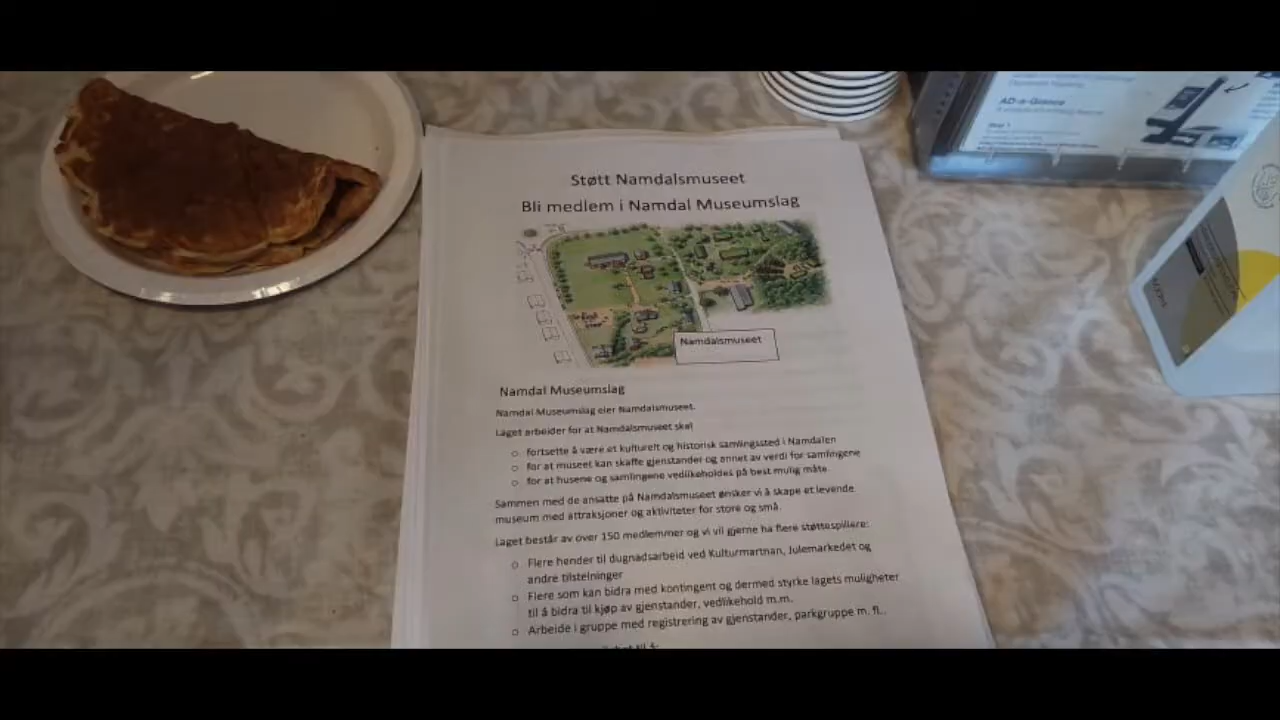 Støtt Namdalsmuseet
Bli medlem i Namdal Museumslag
Namdalsmuseet
Namdal Museumslag
Namdal Museumslag eier Namdalsmuseet.
Laget arbeider for at Namdalsmuseet skal
o fortsette å være et kulturelt og historisk samlingssted i Namdalen
o for at museet kan skaffe gjenstander og annet av verdi for samlingene
o for at husene og samlingene vedlikeholdes på best mulig måte
Sammen med de ansatte på Namdalsmuseet ønsker vi å skape et levende
museum med attraksjoner og aktiviteter for store og små.
Laget består av over 150 medlemmer og vi vil gjerne ha flere støttespillere:
o Flere hender til dugnadsarbeid ved Kulturmartnan, Julemarkedet og
andre tilstelninger
o Flere som kan bidra med kontingent og dermed styrke lagets muligheter
til å bidra til kjøp av gjenstander, vedlikehold m.m.
o Arbeide i gruppe med registrering av gjenstander, parkgruppe m. fl..
AD-a-Glance